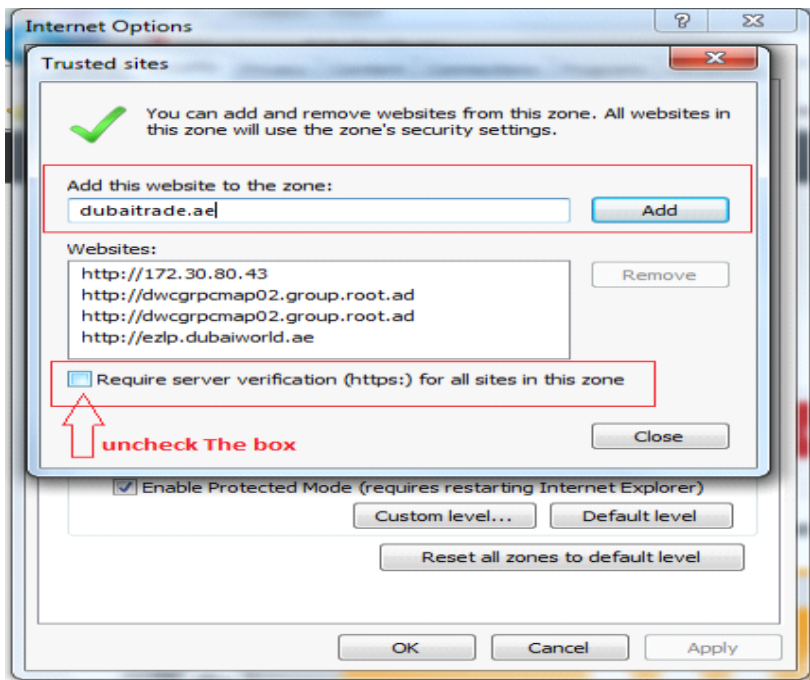 Internet Options
Trusted sites
You can add and remove websites from this zone. All websites in
this zone will use the zone's security settings.
Add this website to the zone:
dubaitrade.ae
Add
Websites:
http://172.30.80.43
http://dwcgrpcmap02.group.root.ad
http://dwcgrpcmap02.group.root.ad
http://ezlp.dubaiworld.ae
Remove
Require server verification (https:) for all sites in this zone
uncheck The box
Close
Enable Protected Mode (requires restarting Internet Explorer)
Custom level...
Default level
Reset all zones to default level
OK
Cancel
Apply